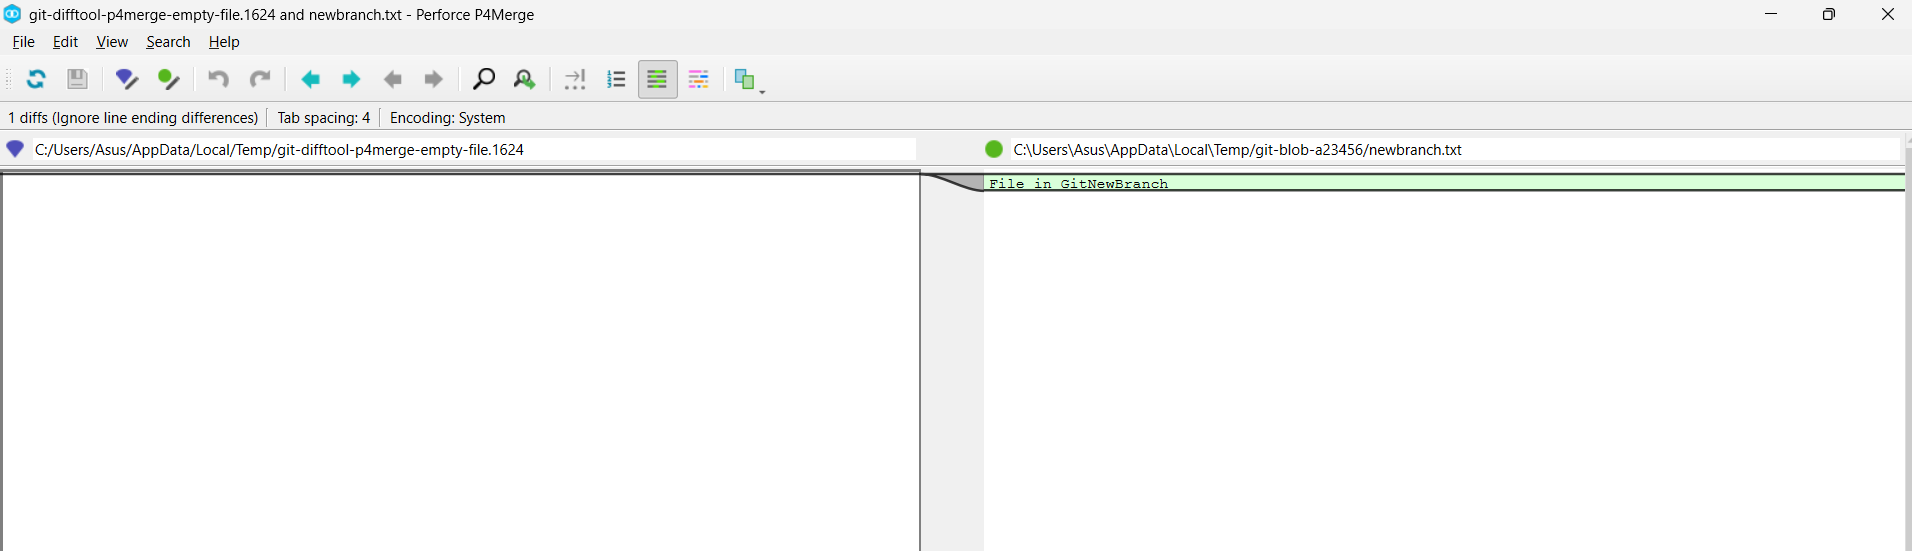 git-difftool-p4merge-empty-file.1624 and newbranch.txt - Perforce P4Merge
File Edit View Search Help
1 diffs (Ignore line ending differences) Tab spacing: 4 Encoding: System
C:/Users/Asus/AppData/Local/Temp/git-difftool-p4merge-empty-file.1624
C:\Users\Asus\AppData\Local\Temp/git-blob-a23456/newbranch.txt
File in GitNewBranch